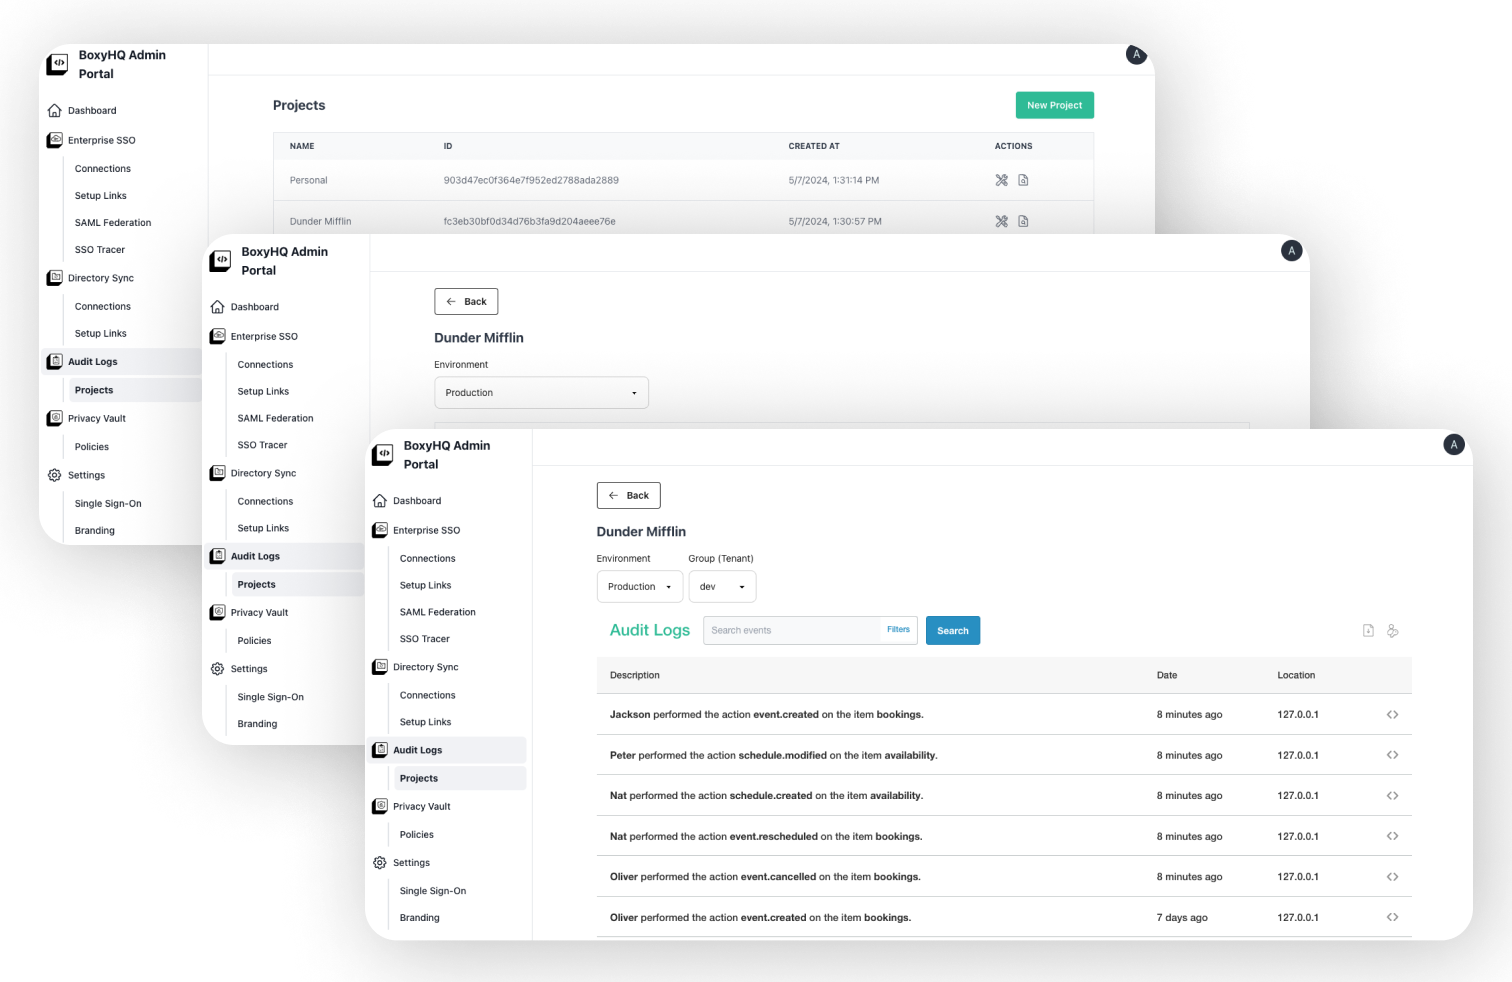 BoxyHQ Admin
Portal
A
Dashboard
Enterprise SSO
Connections
Setup Links
SAML Federation
SSO Tracer
Directory Sync
Connections
Setup Links
Audit Logs
Projects
Privacy Vault
Policies
Settings
Single Sign-On
Branding
Projects
New Project
NAME ID CREATED AT ACTIONS
Personal 903d47ec0f364e7f952ed2788ada2889 5/7/2024, 1:31:14 PM
Dunder Mifflin fc3eb30bf0d34d76b3fa9d204aeee76e 5/7/2024, 1:30:57 PM
BoxyHQ Admin
Portal
A
Dashboard
Enterprise SSO
Connections
Setup Links
SAML Federation
SSO Tracer
Directory Sync
Connections
Setup Links
Audit Logs
Projects
Privacy Vault
Policies
Settings
Single Sign-On
Branding
← Back
Dunder Mifflin
Environment
Production
BoxyHQ Admin
Portal
A
Dashboard
Enterprise SSO
Connections
Setup Links
SAML Federation
SSO Tracer
Directory Sync
Connections
Setup Links
Audit Logs
Projects
Privacy Vault
Policies
Settings
Single Sign-On
Branding
← Back
Dunder Mifflin
Environment Group (Tenant)
Production dev
Audit Logs Search events Filters Search
Description Date Location
Jackson performed the action event.created on the item bookings. 8 minutes ago 127.0.0.1 <>
Peter performed the action schedule.modified on the item availability. 8 minutes ago 127.0.0.1 <>
Nat performed the action schedule.created on the item availability. 8 minutes ago 127.0.0.1 <>
Nat performed the action event.rescheduled on the item bookings. 8 minutes ago 127.0.0.1 <>
Oliver performed the action event.cancelled on the item bookings. 8 minutes ago 127.0.0.1 <>
Oliver performed the action event.created on the item bookings. 7 days ago 127.0.0.1 <>